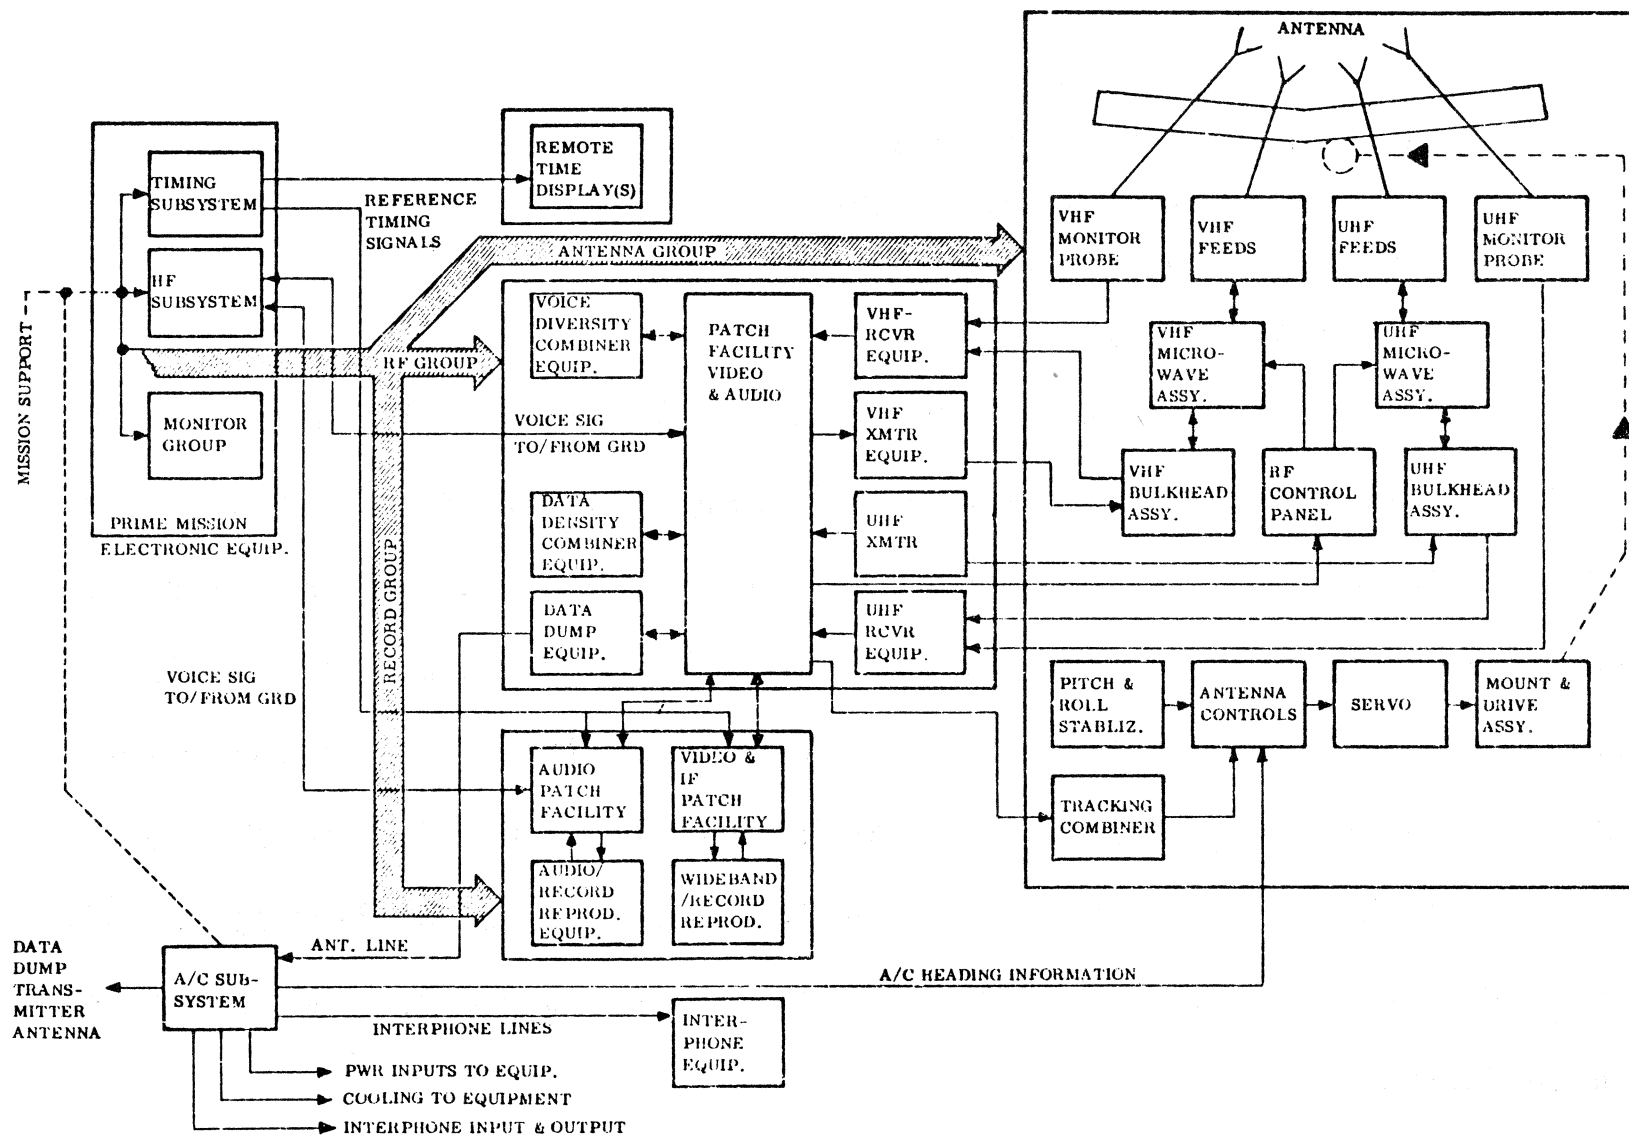 ANTENNA
REMOTE
TIME
DISPLAY(S)
TIMING
SUBSYSTEM
REFERENCE
TIMING
SIGNALS
HF
SUBSYSTEM
MONITOR
GROUP
PRIME MISSION
ELECTRONIC EQUIP.
MISSION SUPPORT
ANTENNA GROUP
RF GROUP
RECORD GROUP
VOICE
DIVERSITY
COMBINER
EQUIP.
PATCH
FACILITY
VIDEO
& AUDIO
VHF-
RCVR
EQUIP.
VOICE SIG
TO/FROM GRD
VHF
XMTR
EQUIP.
DATA
DENSITY
COMBINER
EQUIP.
UHF
XMTR
DATA
DUMP
EQUIP.
UHF
RCVR
EQUIP.
VHF
MONITOR
PROBE
VHF
FEEDS
UHF
FEEDS
UHF
MONITOR
PROBE
VHF
MICRO-
WAVE
ASSY.
UHF
MICRO-
WAVE
ASSY.
VHF
BULKHEAD
ASSY.
RF
CONTROL
PANEL
UHF
BULKHEAD
ASSY.
PITCH &
ROLL
STABLIZ.
ANTENNA
CONTROLS
SERVO
MOUNT &
DRIVE
ASSY.
TRACKING
COMBINER
VOICE SIG
TO/FROM GRD
AUDIO
PATCH
FACILITY
VIDEO &
IF
PATCH
FACILITY
AUDIO/
RECORD
REPROD.
EQUIP.
WIDEBAND
/RECORD
REPROD.
ANT. LINE
DATA
DUMP
TRANS-
MITTER
ANTENNA
A/C SUB-
SYSTEM
A/C HEADING INFORMATION
INTERPHONE LINES
INTER-
PHONE
EQUIP.
PWR INPUTS TO EQUIP.
COOLING TO EQUIPMENT
INTERPHONE INPUT & OUTPUT